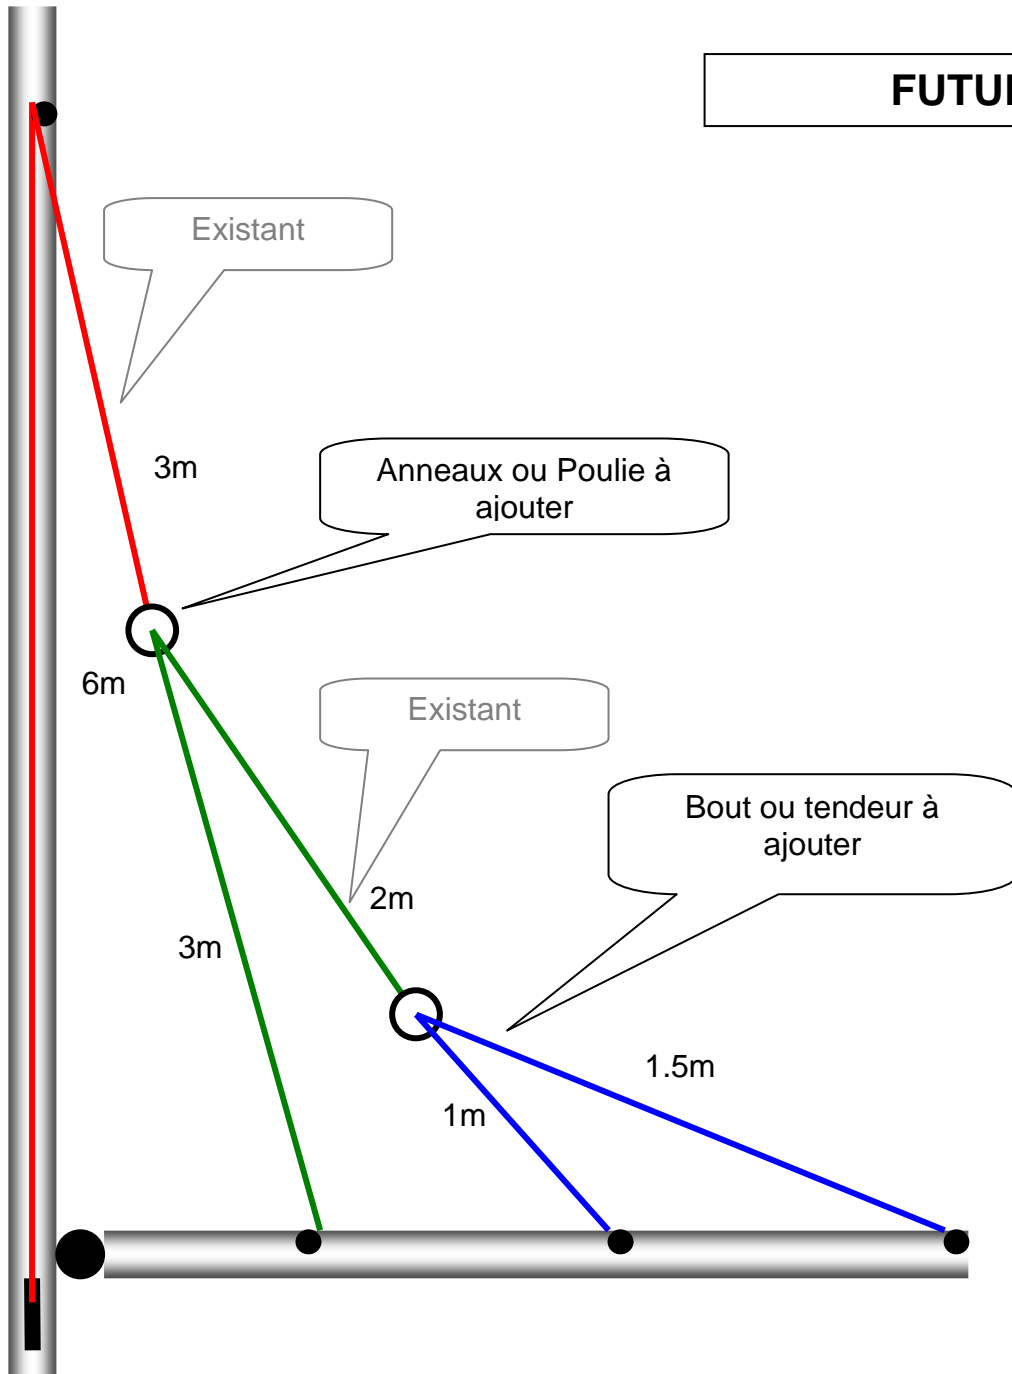 FUTU
Existant
3m
Anneaux ou Poulie à
ajouter
6m
Existant
Bout ou tendeur à
ajouter
2m
3m
1.5m
1m